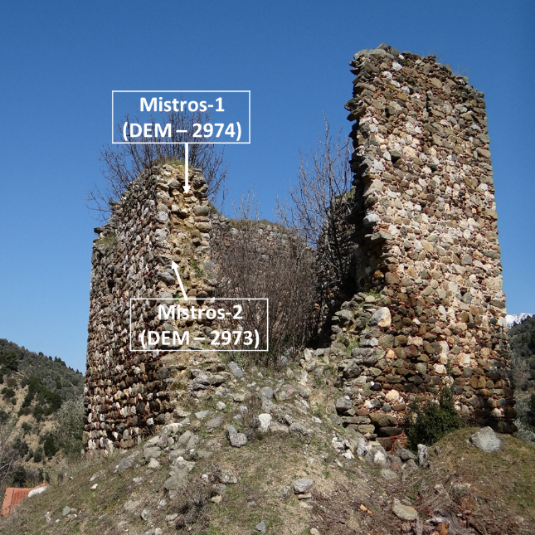 Mistros-1
(DEM – 2974)
Mistros-2
(DEM – 2973)